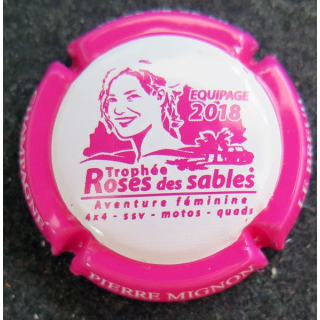 EQUIPAGE
2018
Trophée
Roses des sables
Aventure féminine
4x4 - ssv - motos - quads
PIERRE MIGNON